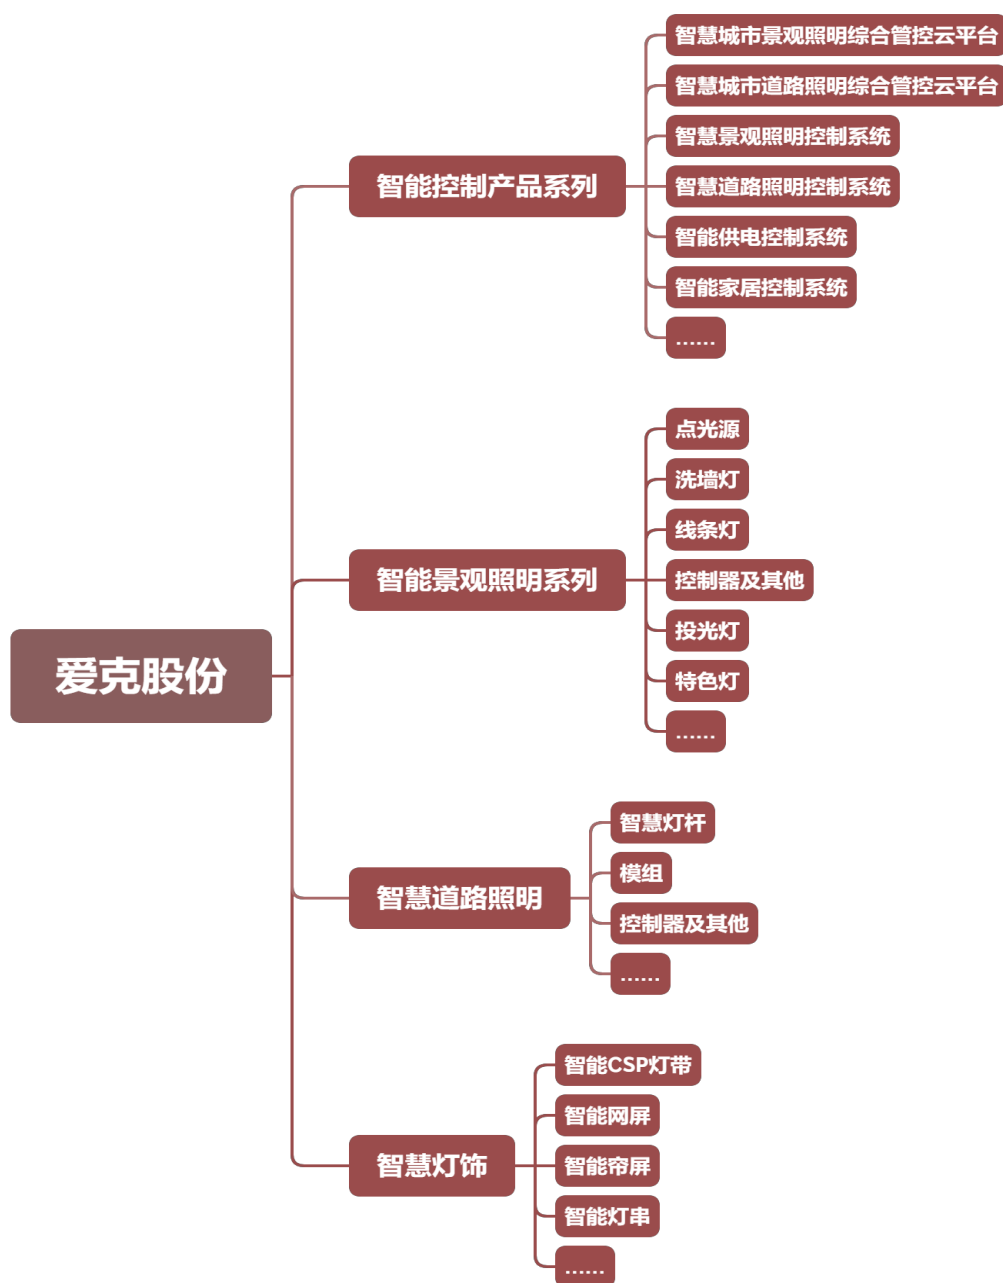 爱克股份
智能控制产品系列
智慧城市景观照明综合管控云平台
智慧城市道路照明综合管控云平台
智慧景观照明控制系统
智慧道路照明控制系统
智能供电控制系统
智能家居控制系统
......
智能景观照明系列
点光源
洗墙灯
线条灯
控制器及其他
投光灯
特色灯
......
智慧道路照明
智慧灯杆
模组
控制器及其他
......
智慧灯饰
智能CSP灯带
智能网屏
智能帘屏
智能灯串
......